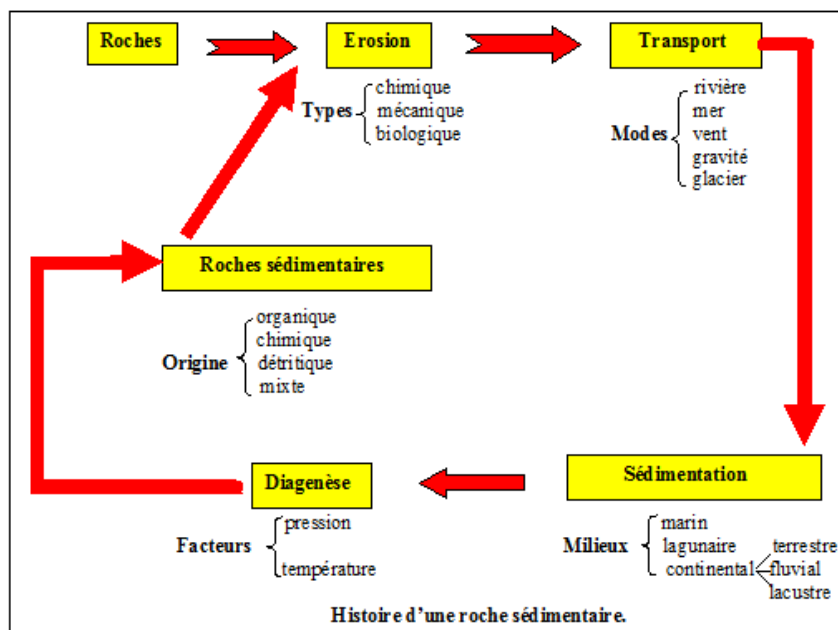 Roches
Erosion
Transport
Types
chimique
mécanique
biologique
Modes
rivière
mer
vent
gravité
glacier
Roches sédimentaires
Origine
organique
chimique
détritique
mixte
Diagenèse
Facteurs
pression
température
Sédimentation
Milieux
marin
lagunaire
continental
terrestre
fluvial
lacustre
Histoire d'une roche sédimentaire.